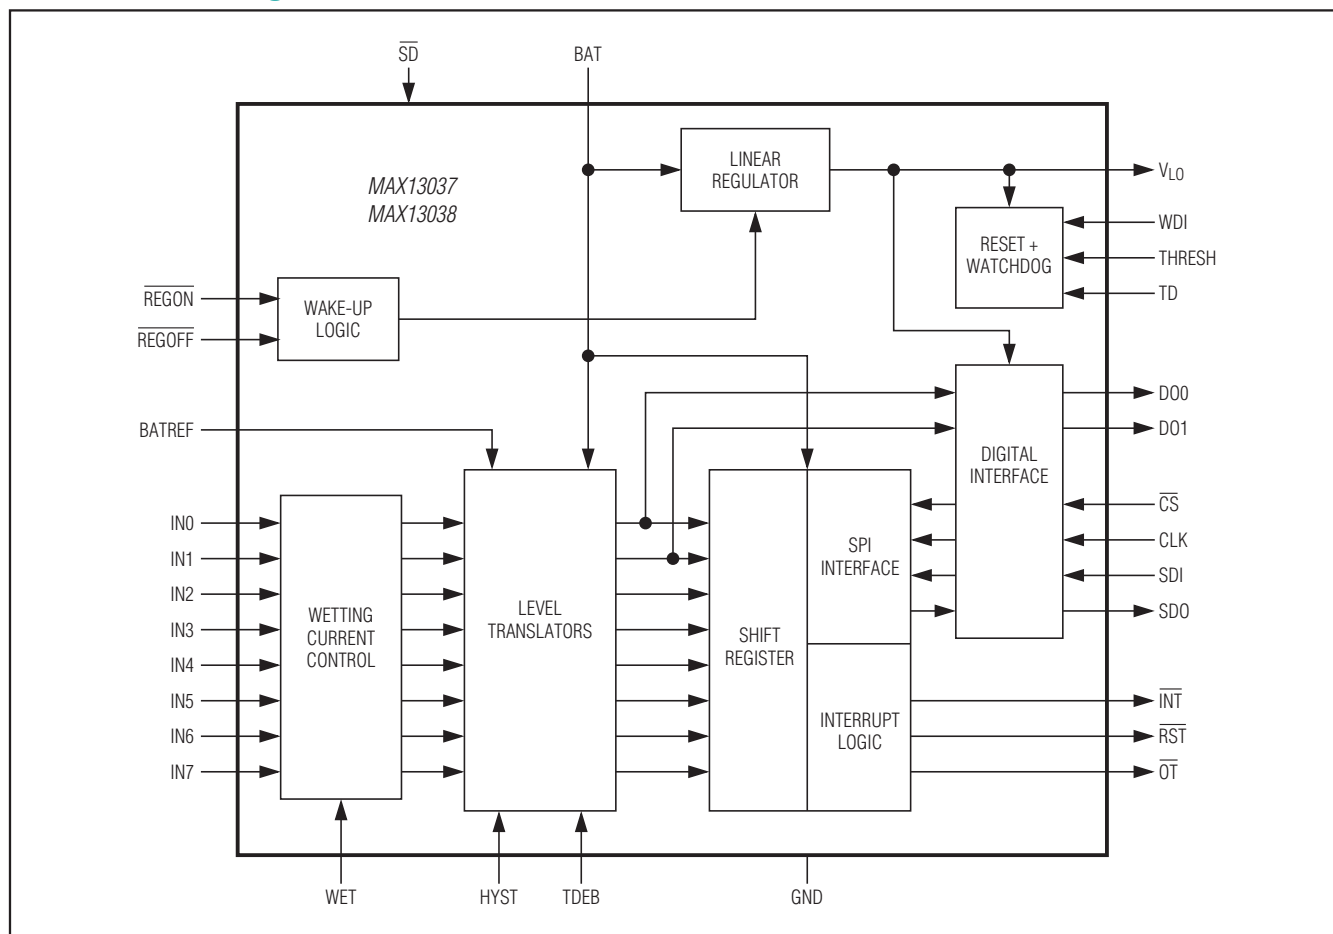 SD
BAT
MAX13037
MAX13038
LINEAR
REGULATOR
VLO
WDI
RESET +
WATCHDOG
THRESH
TD
REGON
WAKE-UP
LOGIC
REGOFF
BATREF
DO0
DO1
DIGITAL
INTERFACE
IN0
IN1
IN2
IN3
IN4
IN5
IN6
IN7
WETTING
CURRENT
CONTROL
LEVEL
TRANSLATORS
SHIFT
REGISTER
SPI
INTERFACE
CS
CLK
SDI
SDO
INTERRUPT
LOGIC
INT
RST
OT
WET
HYST
TDEB
GND